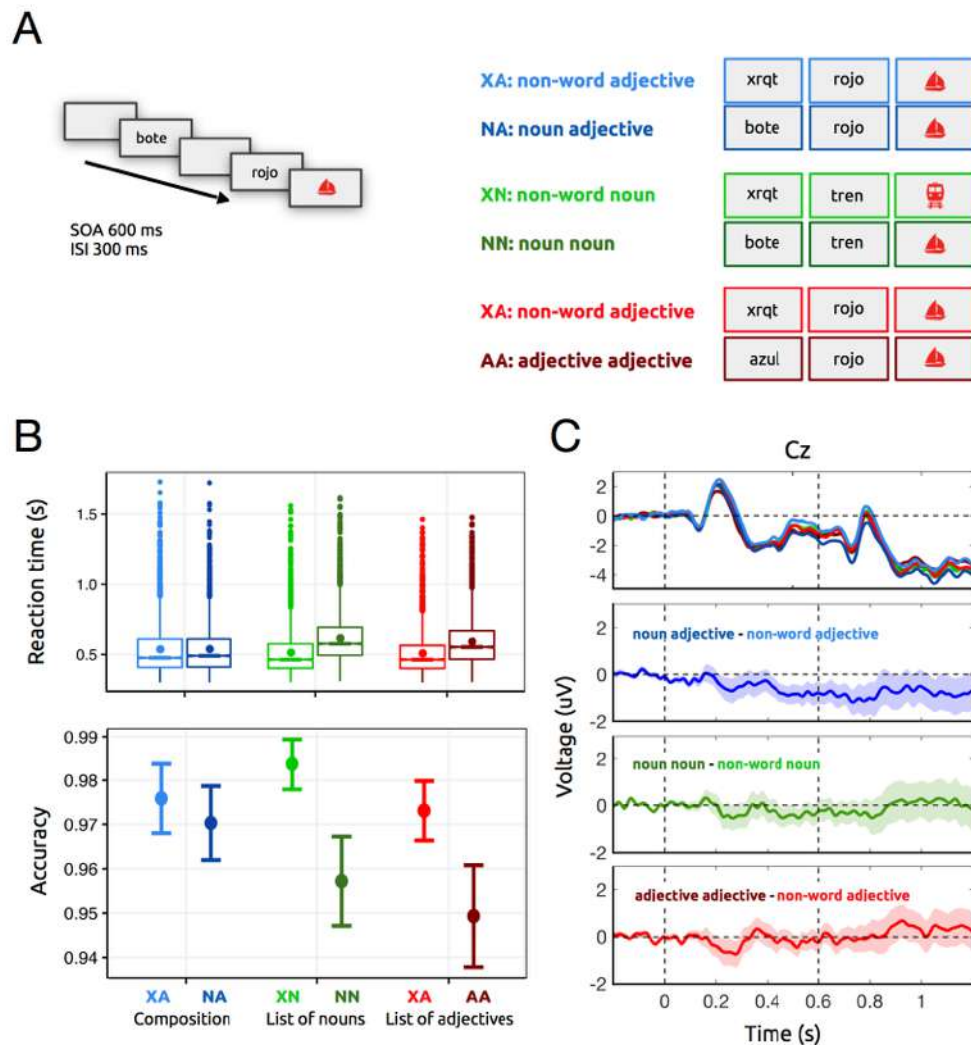 A
bote
rojo
SOA 600 ms
ISI 300 ms
XA: non-word adjective
xrqt rojo
NA: noun adjective
bote rojo
XN: non-word noun
xrqt tren
NN: noun noun
bote tren
XA: non-word adjective
xrqt rojo
AA: adjective adjective
azul rojo
B
Reaction time (s)
1.5
1.0
0.5
Accuracy
0.99
0.98
0.97
0.96
0.95
0.94
XA NA XN NN XA AA
Composition List of nouns List of adjectives
C
Cz
Voltage (uV)
2
0
-2
-4
2
noun adjective - non-word adjective
0
-2
2
noun noun - non-word noun
0
-2
2
adjective adjective - non-word adjective
0
-2
0 0.2 0.4 0.6 0.8 1
Time (s)